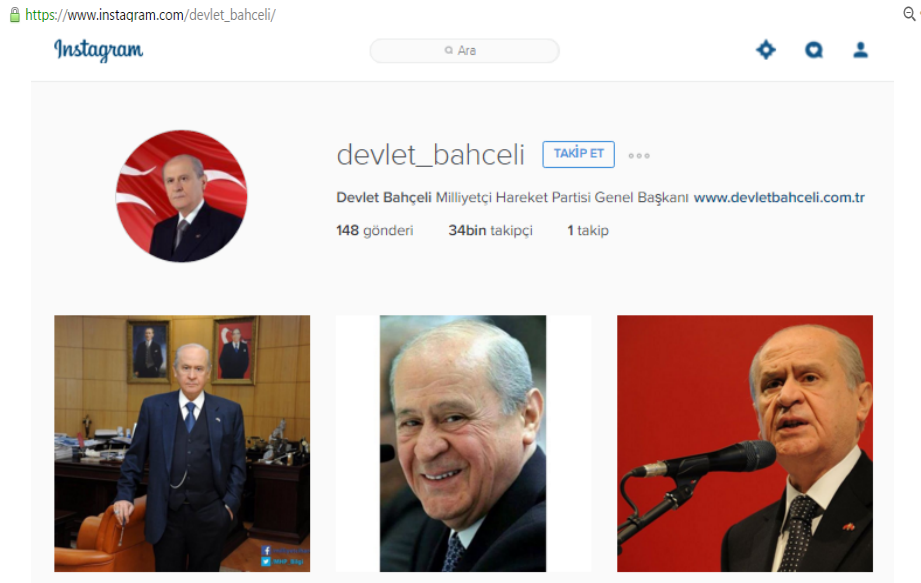 https://www.instagram.com/devlet_bahceli/
Instagram
Ara
devlet_bahceli TAKİP ET
Devlet Bahçeli Milliyetçi Hareket Partisi Genel Başkanı www.devletbahceli.com.tr
148 gönderi 34bin takipçi 1 takip